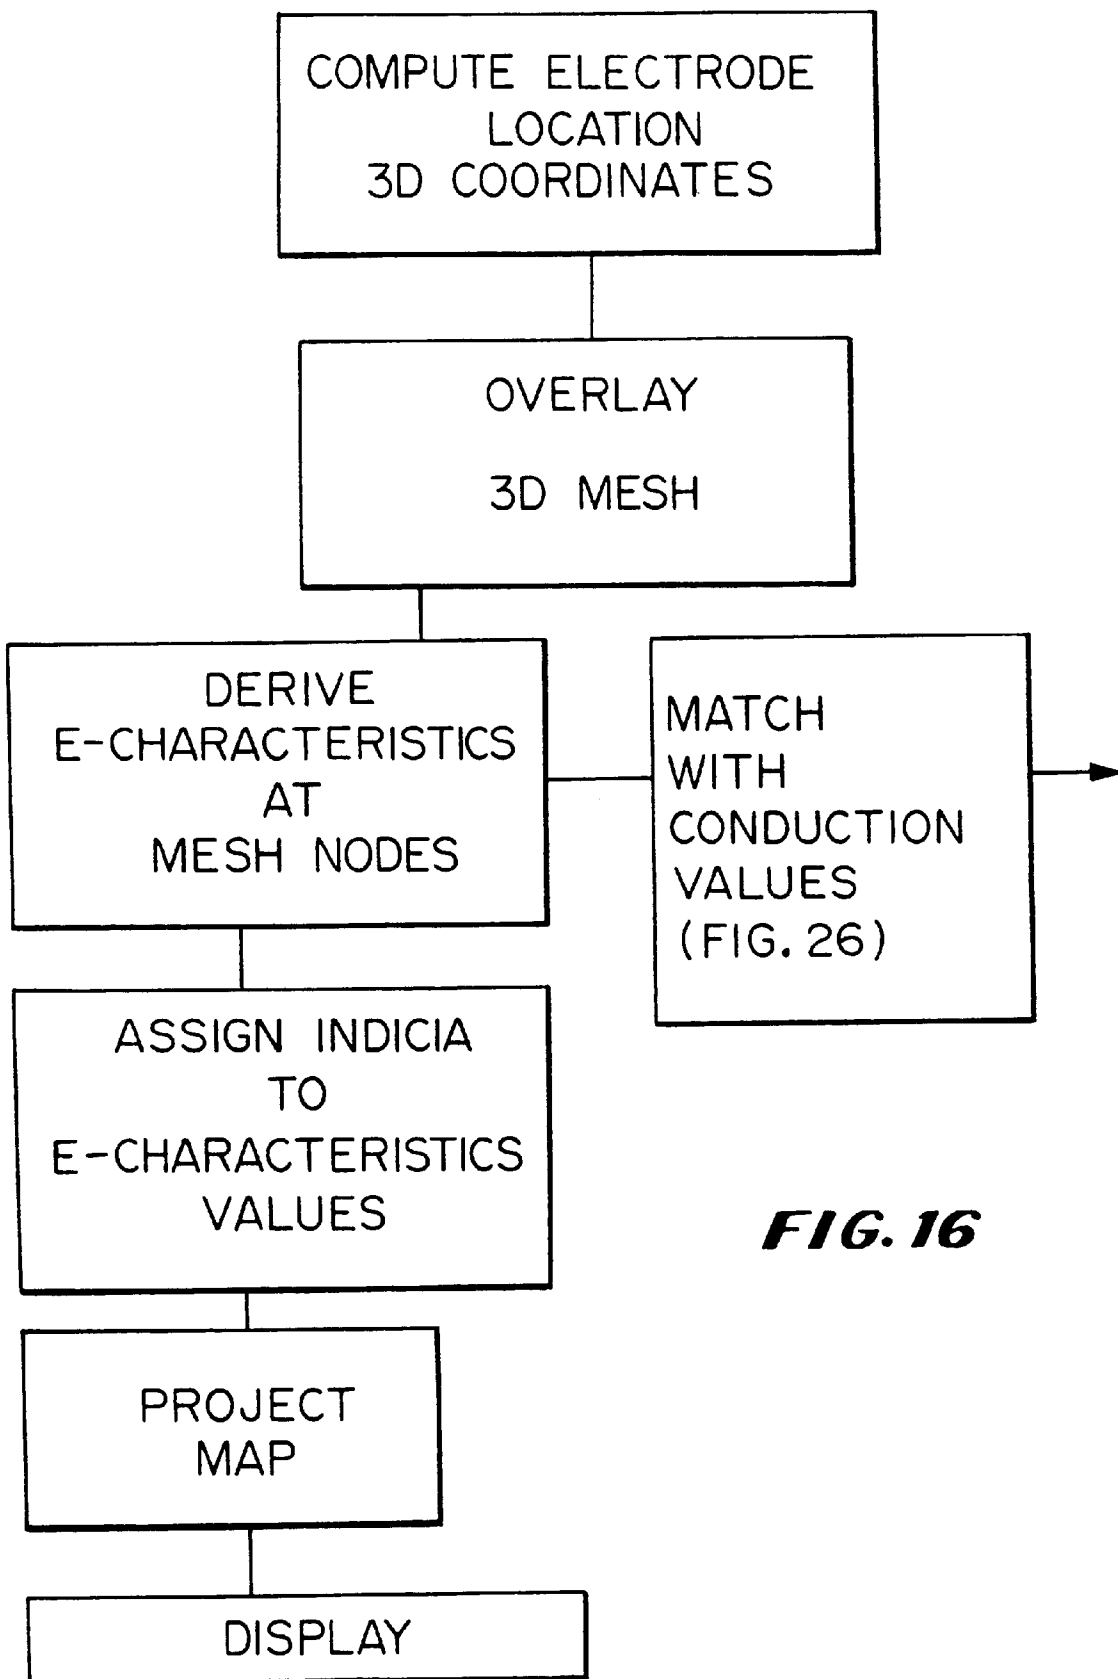 COMPUTE ELECTRODE
LOCATION
3D COORDINATES
OVERLAY
3D MESH
DERIVE
E-CHARACTERISTICS
AT
MESH NODES
MATCH
WITH
CONDUCTION
VALUES
(FIG. 26)
ASSIGN INDICIA
TO
E-CHARACTERISTICS
VALUES
FIG. 16
PROJECT
MAP
DISPLAY